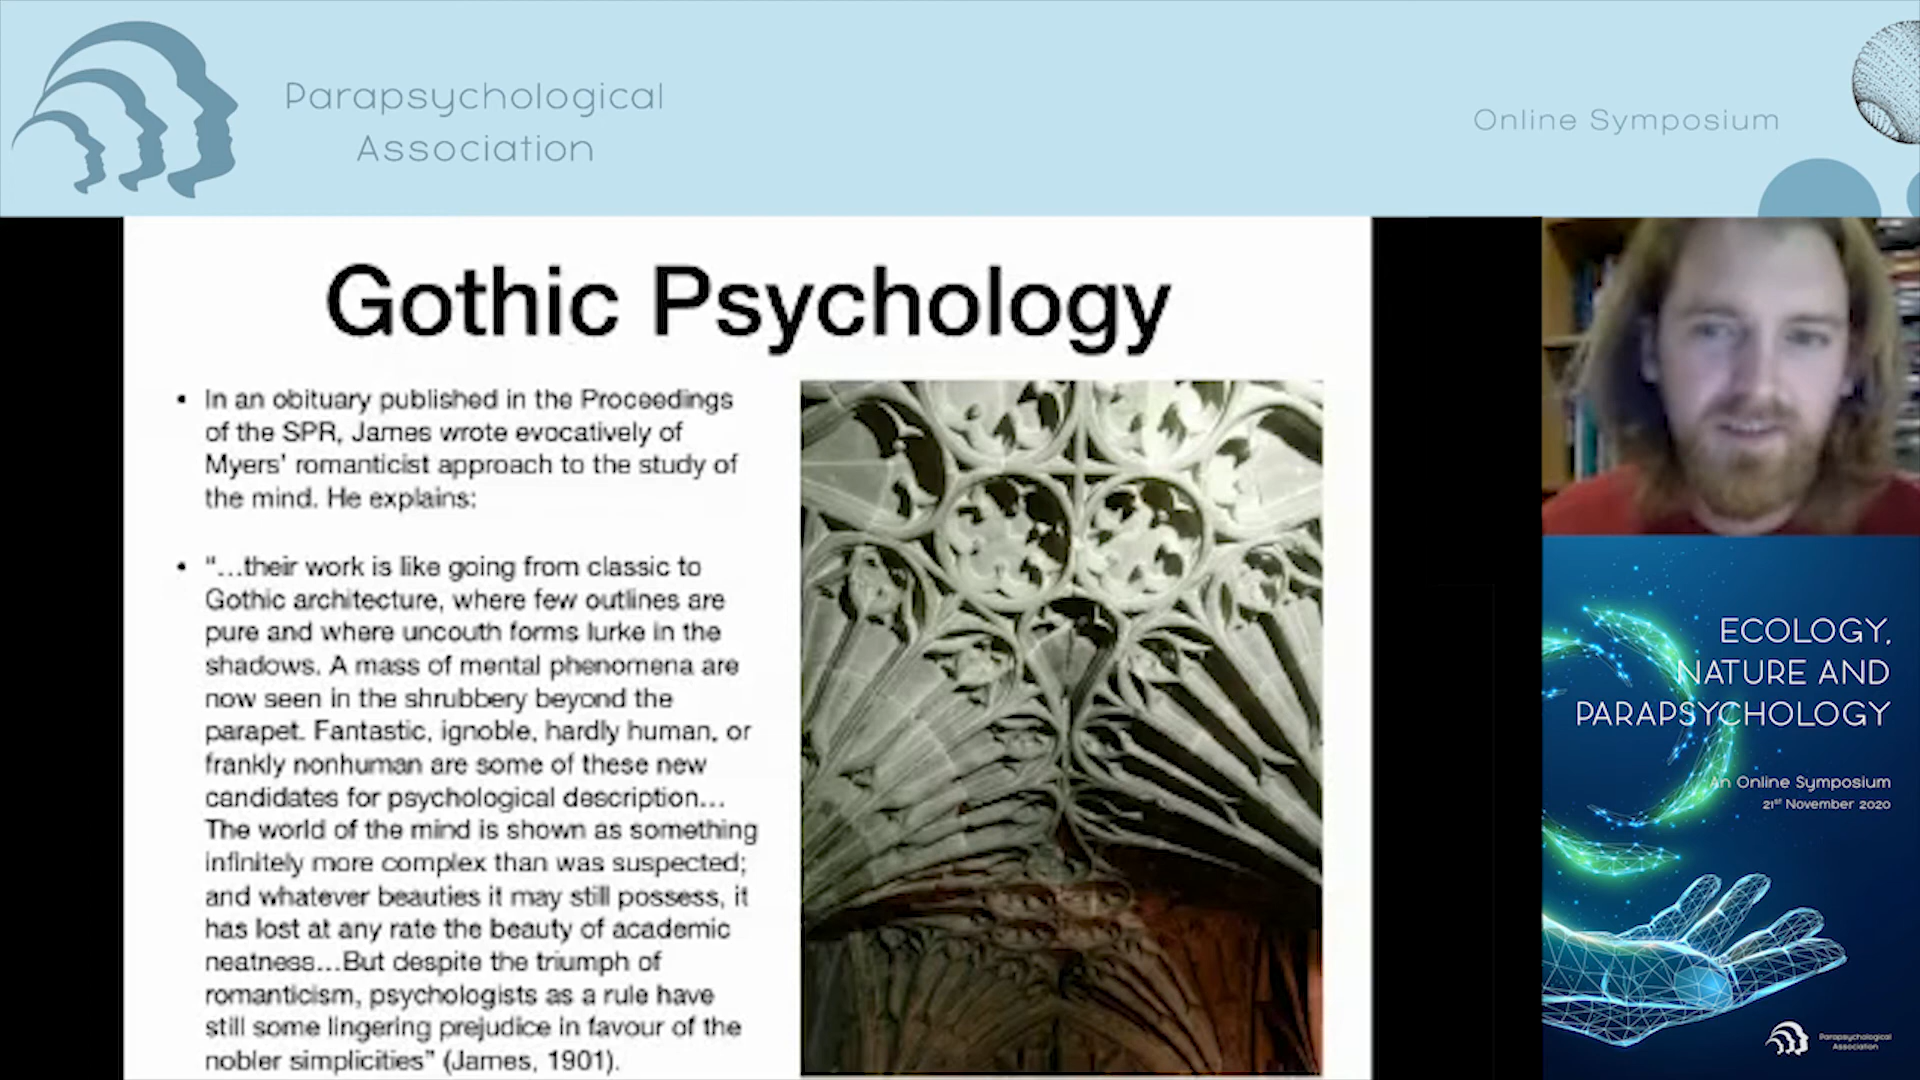 Parapsychological
Association
Online Symposium
Gothic Psychology
• In an obituary published in the Proceedings
of the SPR, James wrote evocatively of
Myers' romanticist approach to the study of
the mind. He explains:
• "...their work is like going from classic to
Gothic architecture, where few outlines are
pure and where uncouth forms lurke in the
shadows. A mass of mental phenomena are
now seen in the shrubbery beyond the
parapet. Fantastic, ignoble, hardly human, or
frankly nonhuman are some of these new
candidates for psychological description...
The world of the mind is shown as something
infinitely more complex than was suspected;
and whatever beauties it may still possess, it
has lost at any rate the beauty of academic
neatness...But despite the triumph of
romanticism, psychologists as a rule have
still some lingering prejudice in favour of the
nobler simplicities" (James, 1901).
ECOLOGY,
NATURE AND
PARAPSYCHOLOGY
An Online Symposium
21st November 2020
Parapsychological
Association